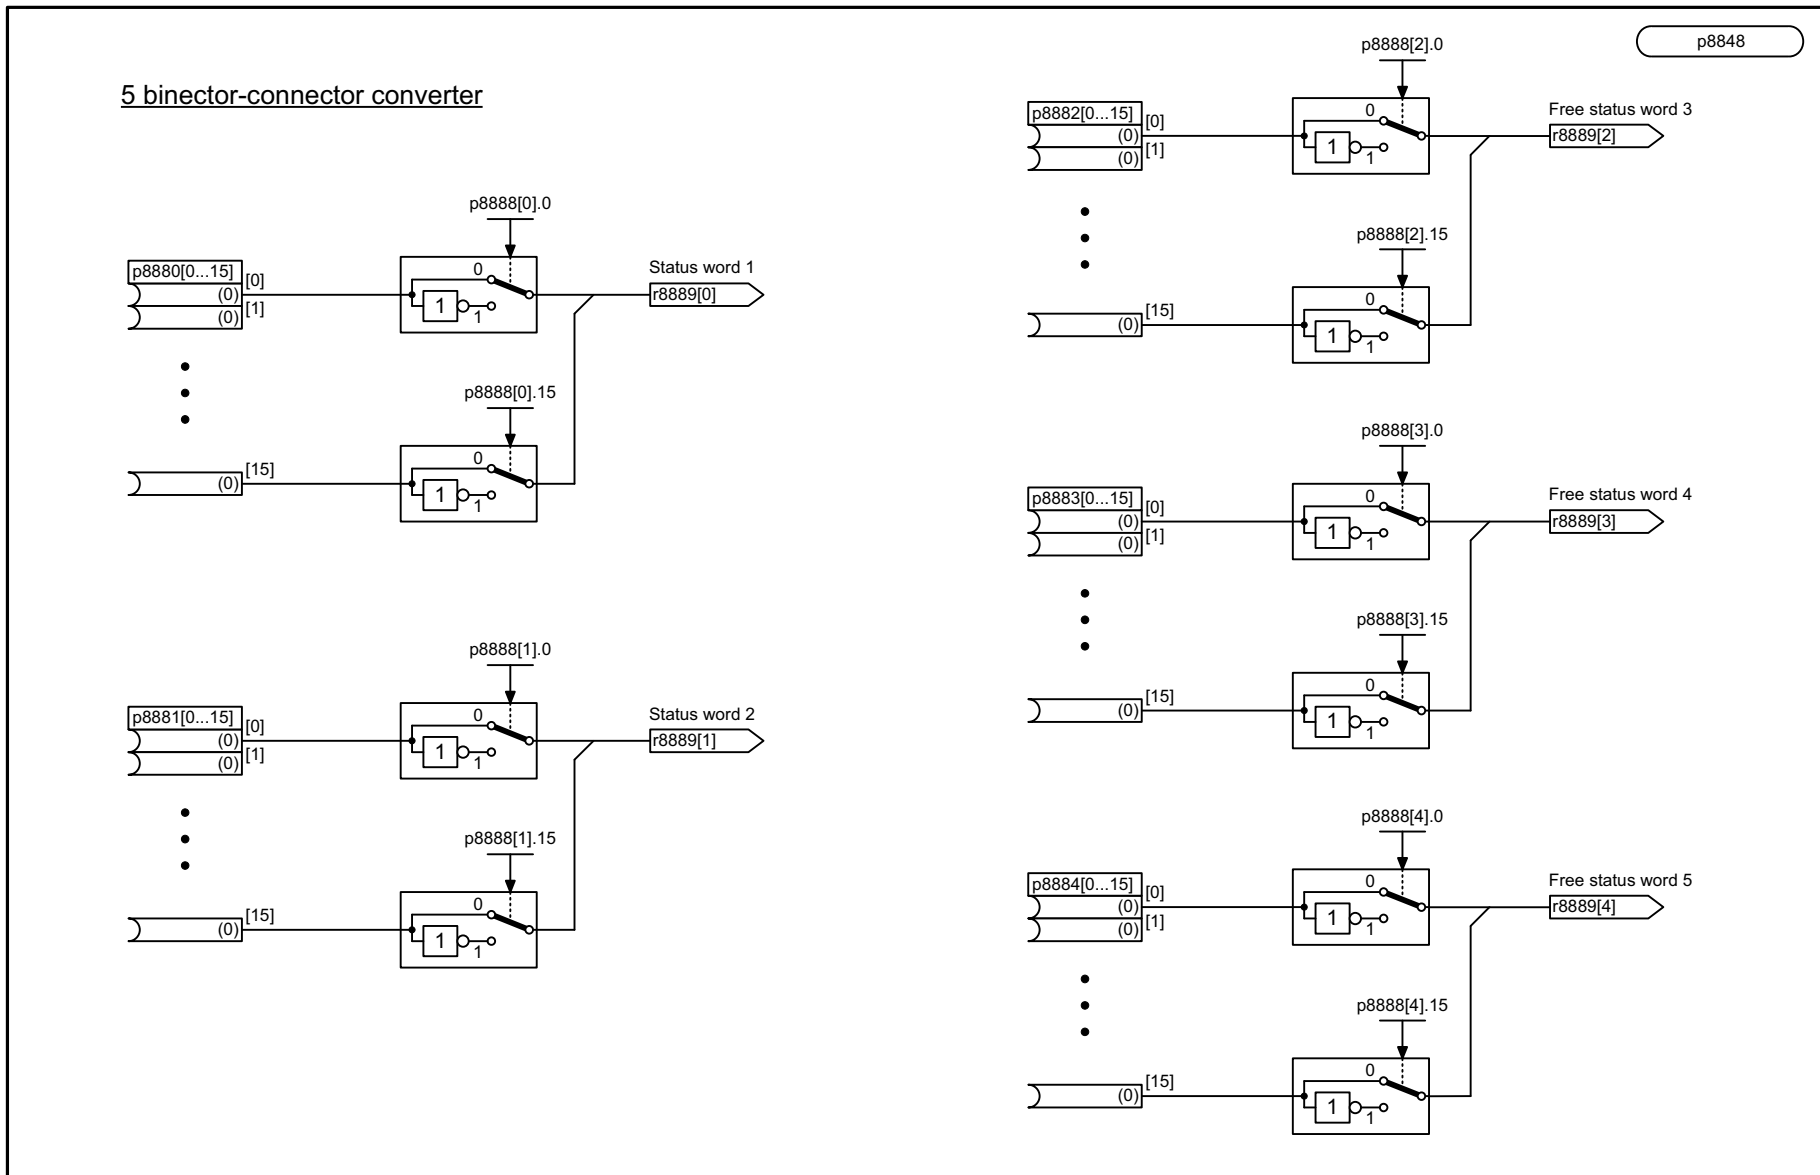 p8848
5 binector-connector converter
p8888[0].0
p8880[0...15]
[0]
(0)
[1]
(0)
0
1
1
Status word 1
r8889[0]
p8888[0].15
[15]
(0)
0
1
1
p8888[1].0
p8881[0...15]
[0]
(0)
[1]
(0)
0
1
1
Status word 2
r8889[1]
p8888[1].15
[15]
(0)
0
1
1
p8888[2].0
p8882[0...15]
[0]
(0)
[1]
(0)
0
1
1
Free status word 3
r8889[2]
p8888[2].15
[15]
(0)
0
1
1
p8888[3].0
p8883[0...15]
[0]
(0)
[1]
(0)
0
1
1
Free status word 4
r8889[3]
p8888[3].15
[15]
(0)
0
1
1
p8888[4].0
p8884[0...15]
[0]
(0)
[1]
(0)
0
1
1
Free status word 5
r8889[4]
p8888[4].15
[15]
(0)
0
1
1